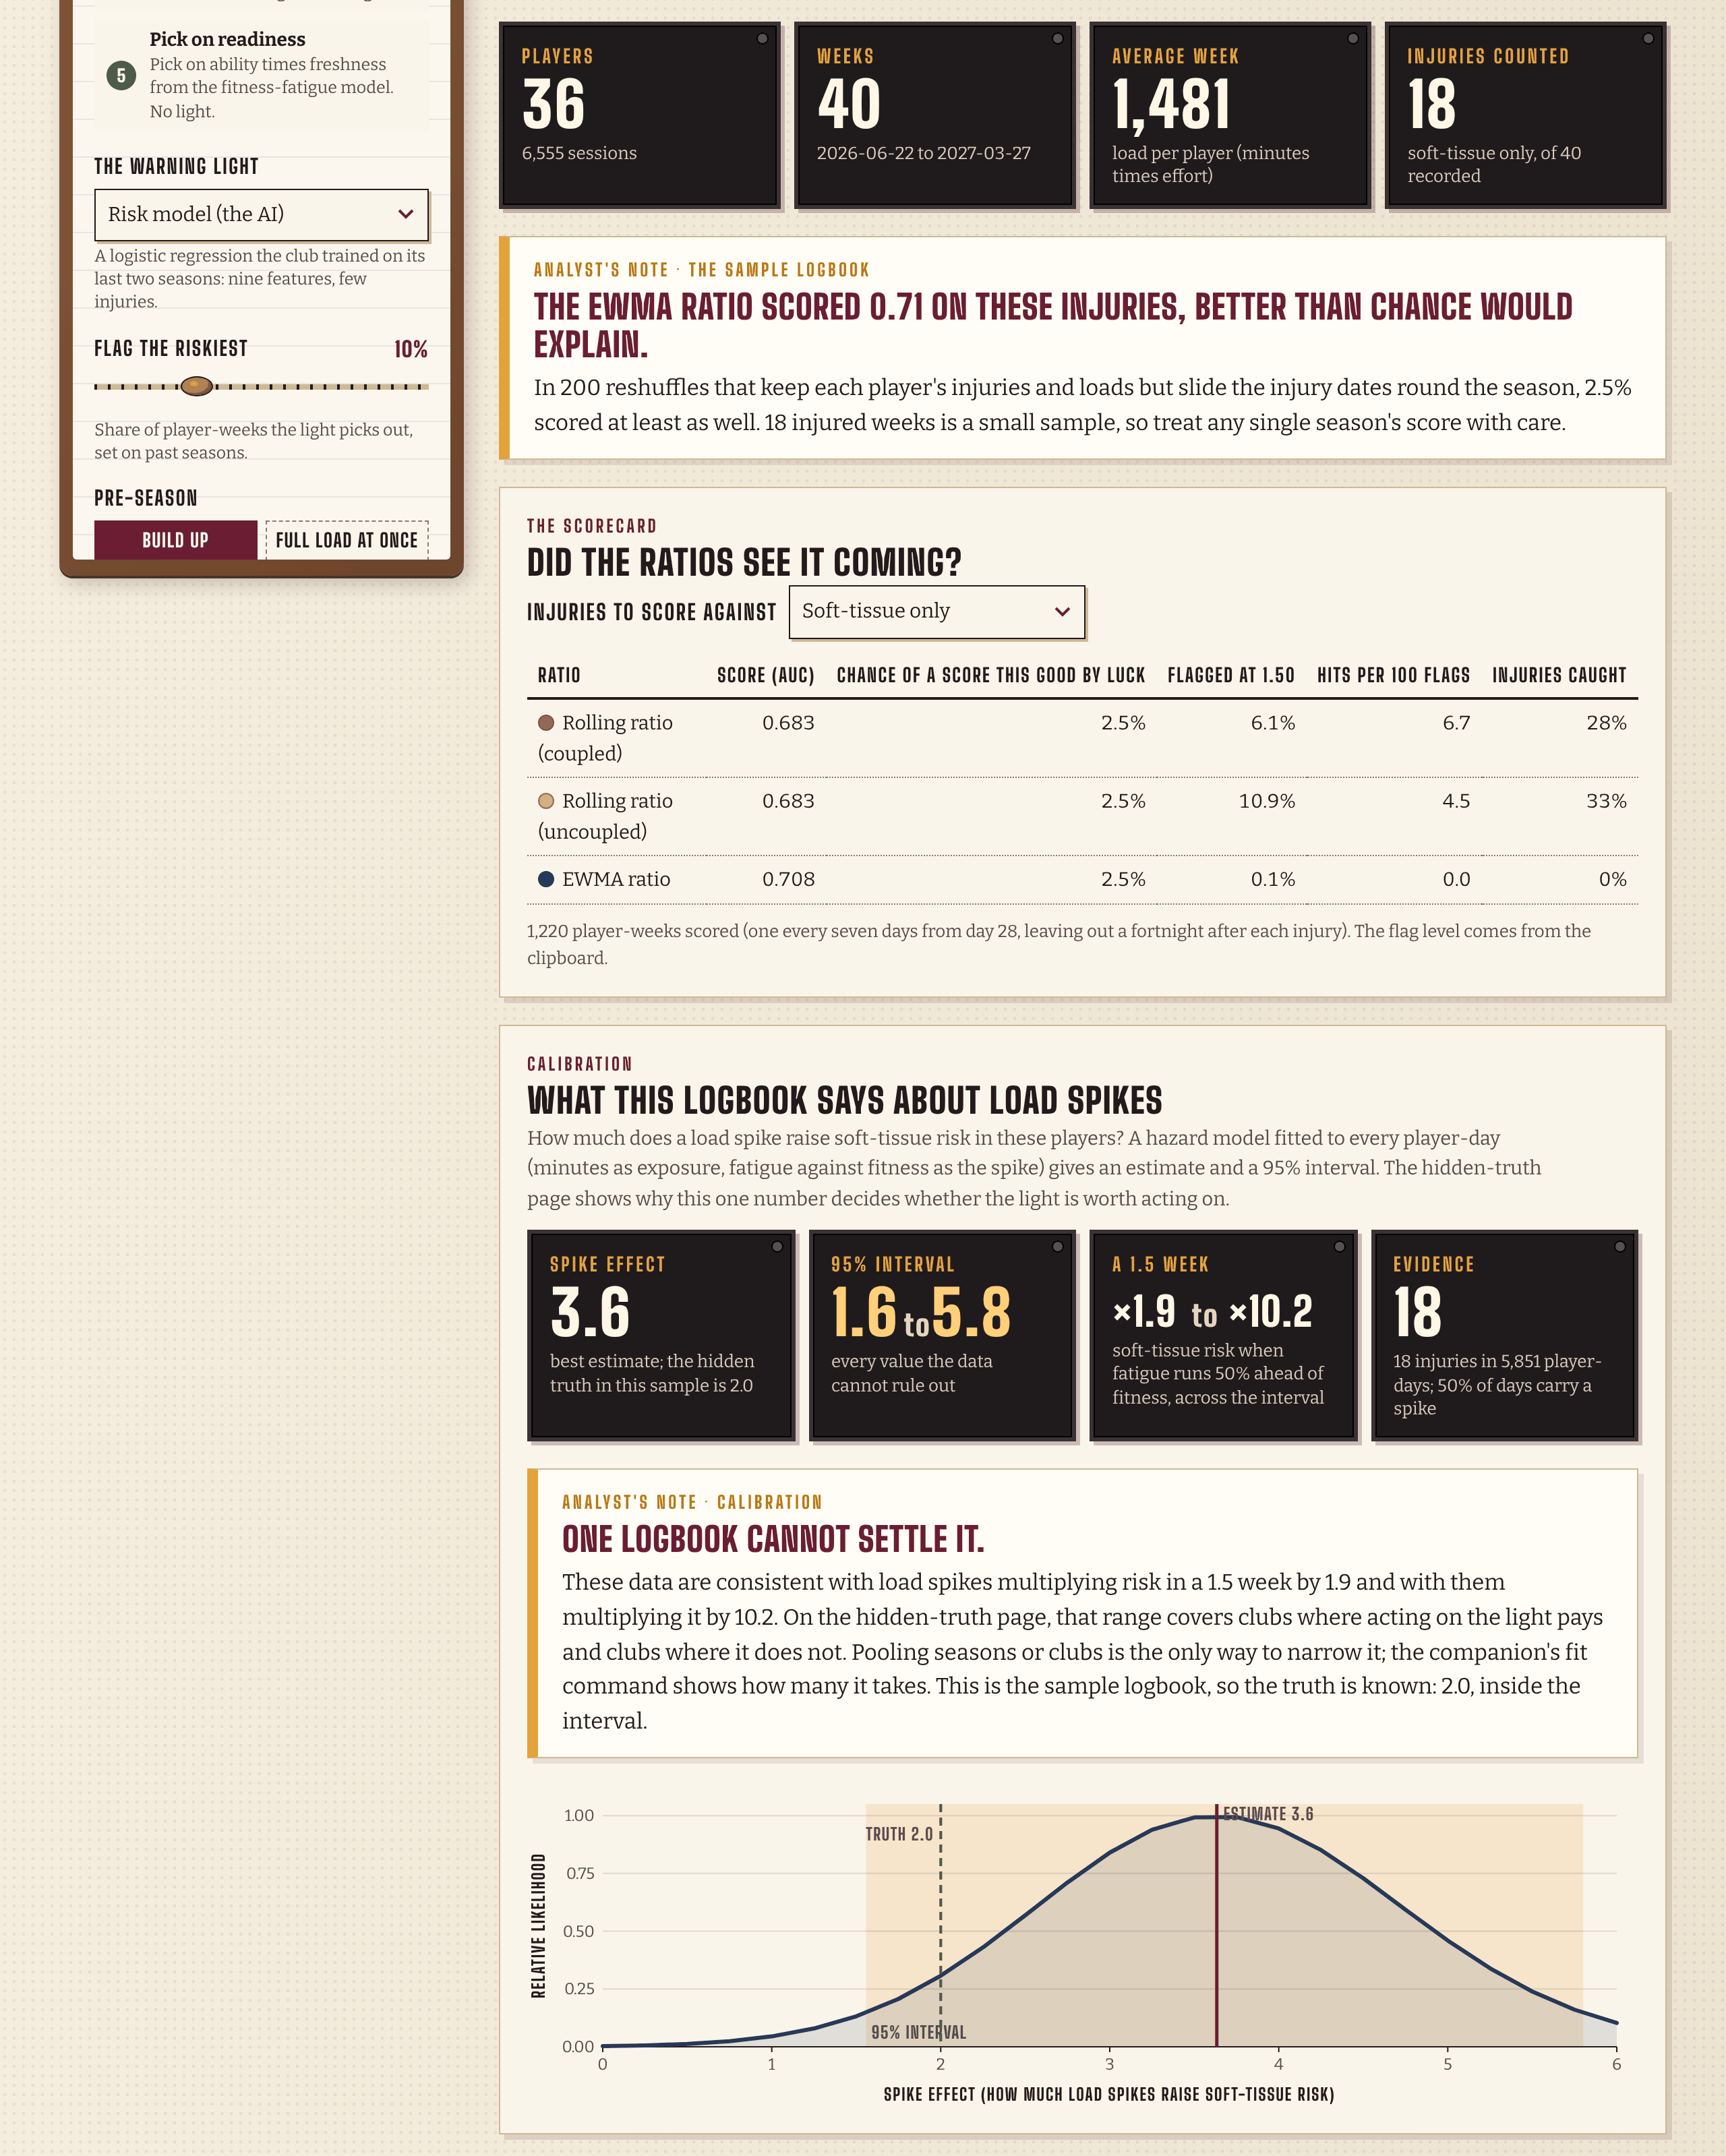 5
Pick on readiness
Pick on ability times freshness
from the fitness-fatigue model.
No light.
THE WARNING LIGHT
Risk model (the AI)
A logistic regression the club trained on its
last two seasons: nine features, few
injuries.
FLAG THE RISKIEST 10%
Share of player-weeks the light picks out,
set on past seasons.
PRE-SEASON
BUILD UP FULL LOAD AT ONCE
PLAYERS
36
6,555 sessions
WEEKS
40
2026-06-22 to 2027-03-27
AVERAGE WEEK
1,481
load per player (minutes
times effort)
INJURIES COUNTED
18
soft-tissue only, of 40
recorded
ANALYST'S NOTE · THE SAMPLE LOGBOOK
THE EWMA RATIO SCORED 0.71 ON THESE INJURIES, BETTER THAN CHANCE WOULD
EXPLAIN.
In 200 reshuffles that keep each player's injuries and loads but slide the injury dates round the season, 2.5%
scored at least as well. 18 injured weeks is a small sample, so treat any single season's score with care.
THE SCORECARD
DID THE RATIOS SEE IT COMING?
INJURIES TO SCORE AGAINST Soft-tissue only
RATIO SCORE (AUC) CHANCE OF A SCORE THIS GOOD BY LUCK FLAGGED AT 1.50 HITS PER 100 FLAGS INJURIES CAUGHT
Rolling ratio 0.683 2.5% 6.1% 6.7 28%
(coupled)
Rolling ratio 0.683 2.5% 10.9% 4.5 33%
(uncoupled)
EWMA ratio 0.708 2.5% 0.1% 0.0 0%
1,220 player-weeks scored (one every seven days from day 28, leaving out a fortnight after each injury). The flag level comes from the
clipboard.
CALIBRATION
WHAT THIS LOGBOOK SAYS ABOUT LOAD SPIKES
How much does a load spike raise soft-tissue risk in these players? A hazard model fitted to every player-day
(minutes as exposure, fatigue against fitness as the spike) gives an estimate and a 95% interval. The hidden-truth
page shows why this one number decides whether the light is worth acting on.
SPIKE EFFECT
3.6
best estimate; the hidden
truth in this sample is 2.0
95% INTERVAL
1.6 to 5.8
every value the data
cannot rule out
A 1.5 WEEK
×1.9 to ×10.2
soft-tissue risk when
fatigue runs 50% ahead of
fitness, across the interval
EVIDENCE
18
18 injuries in 5,851 player-
days; 50% of days carry a
spike
ANALYST'S NOTE · CALIBRATION
ONE LOGBOOK CANNOT SETTLE IT.
These data are consistent with load spikes multiplying risk in a 1.5 week by 1.9 and with them
multiplying it by 10.2. On the hidden-truth page, that range covers clubs where acting on the light pays
and clubs where it does not. Pooling seasons or clubs is the only way to narrow it; the companion's fit
command shows how many it takes. This is the sample logbook, so the truth is known: 2.0, inside the
interval.
RELATIVE LIKELIHOOD
1.00
0.75
0.50
0.25
0.00
ESTIMATE 3.6
TRUTH 2.0
95% INTERVAL
0 1 2 3 4 5 6
SPIKE EFFECT (HOW MUCH LOAD SPIKES RAISE SOFT-TISSUE RISK)